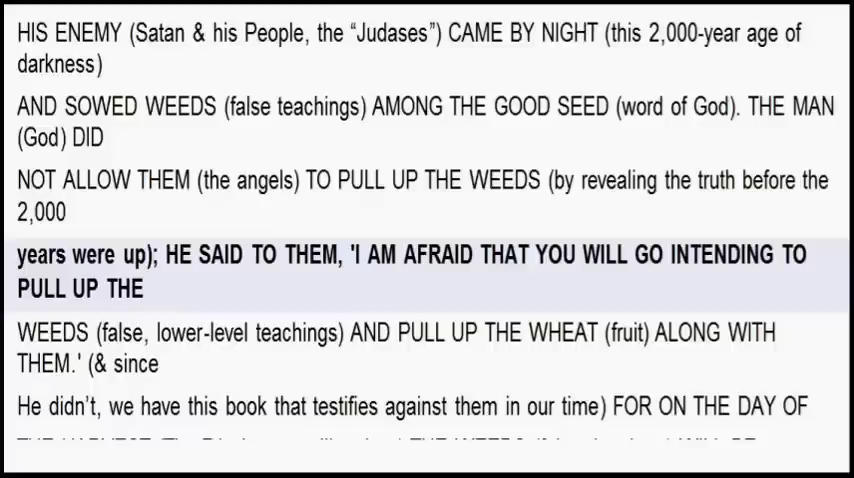 HIS ENEMY (Satan & his People, the “Judases”) CAME BY NIGHT (this 2,000-year age of
darkness)
AND SOWED WEEDS (false teachings) AMONG THE GOOD SEED (word of God). THE MAN
(God) DID
NOT ALLOW THEM (the angels) TO PULL UP THE WEEDS (by revealing the truth before the
2,000
years were up); HE SAID TO THEM, 'I AM AFRAID THAT YOU WILL GO INTENDING TO
PULL UP THE
WEEDS (false, lower-level teachings) AND PULL UP THE WHEAT (fruit) ALONG WITH
THEM.' (& since
He didn’t, we have this book that testifies against them in our time) FOR ON THE DAY OF